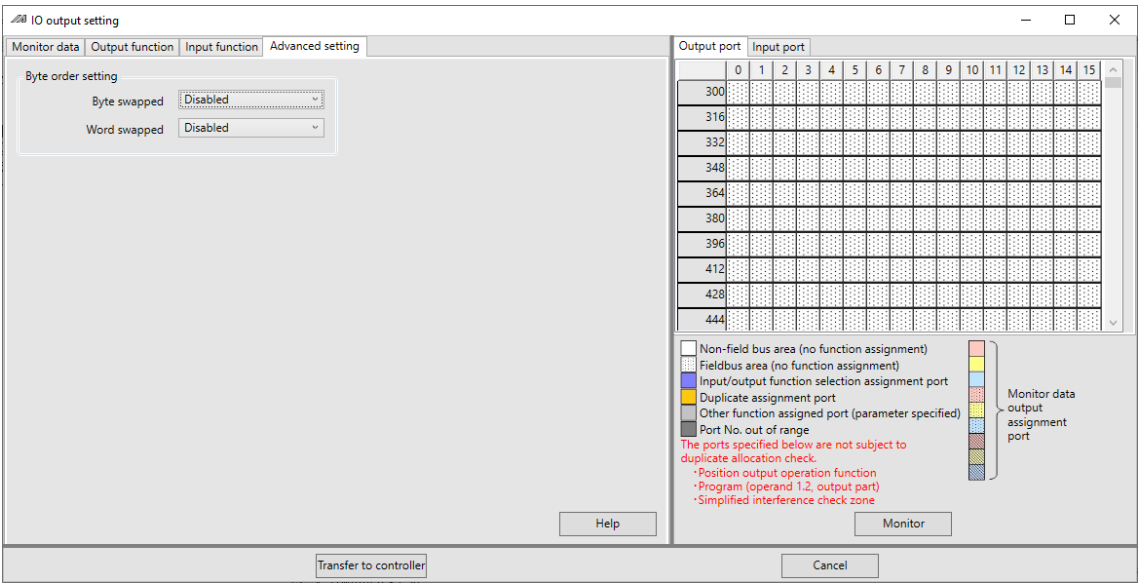 IO output setting
Monitor data Output function Input function Advanced setting
Byte order setting
Byte swapped Disabled
Word swapped Disabled
Help
Output port Input port
0 1 2 3 4 5 6 7 8 9 10 11 12 13 14 15
300
316
332
348
364
380
396
412
428
444
Non-field bus area (no function assignment)
Fieldbus area (no function assignment)
Input/output function selection assignment port
Duplicate assignment port
Other function assigned port (parameter specified)
Port No. out of range
Monitor data
output
assignment
port
The ports specified below are not subject to
duplicate allocation check.
・Position output operation function
・Program (operand 1.2, output part)
・Simplified interference check zone
Monitor
Transfer to controller Cancel